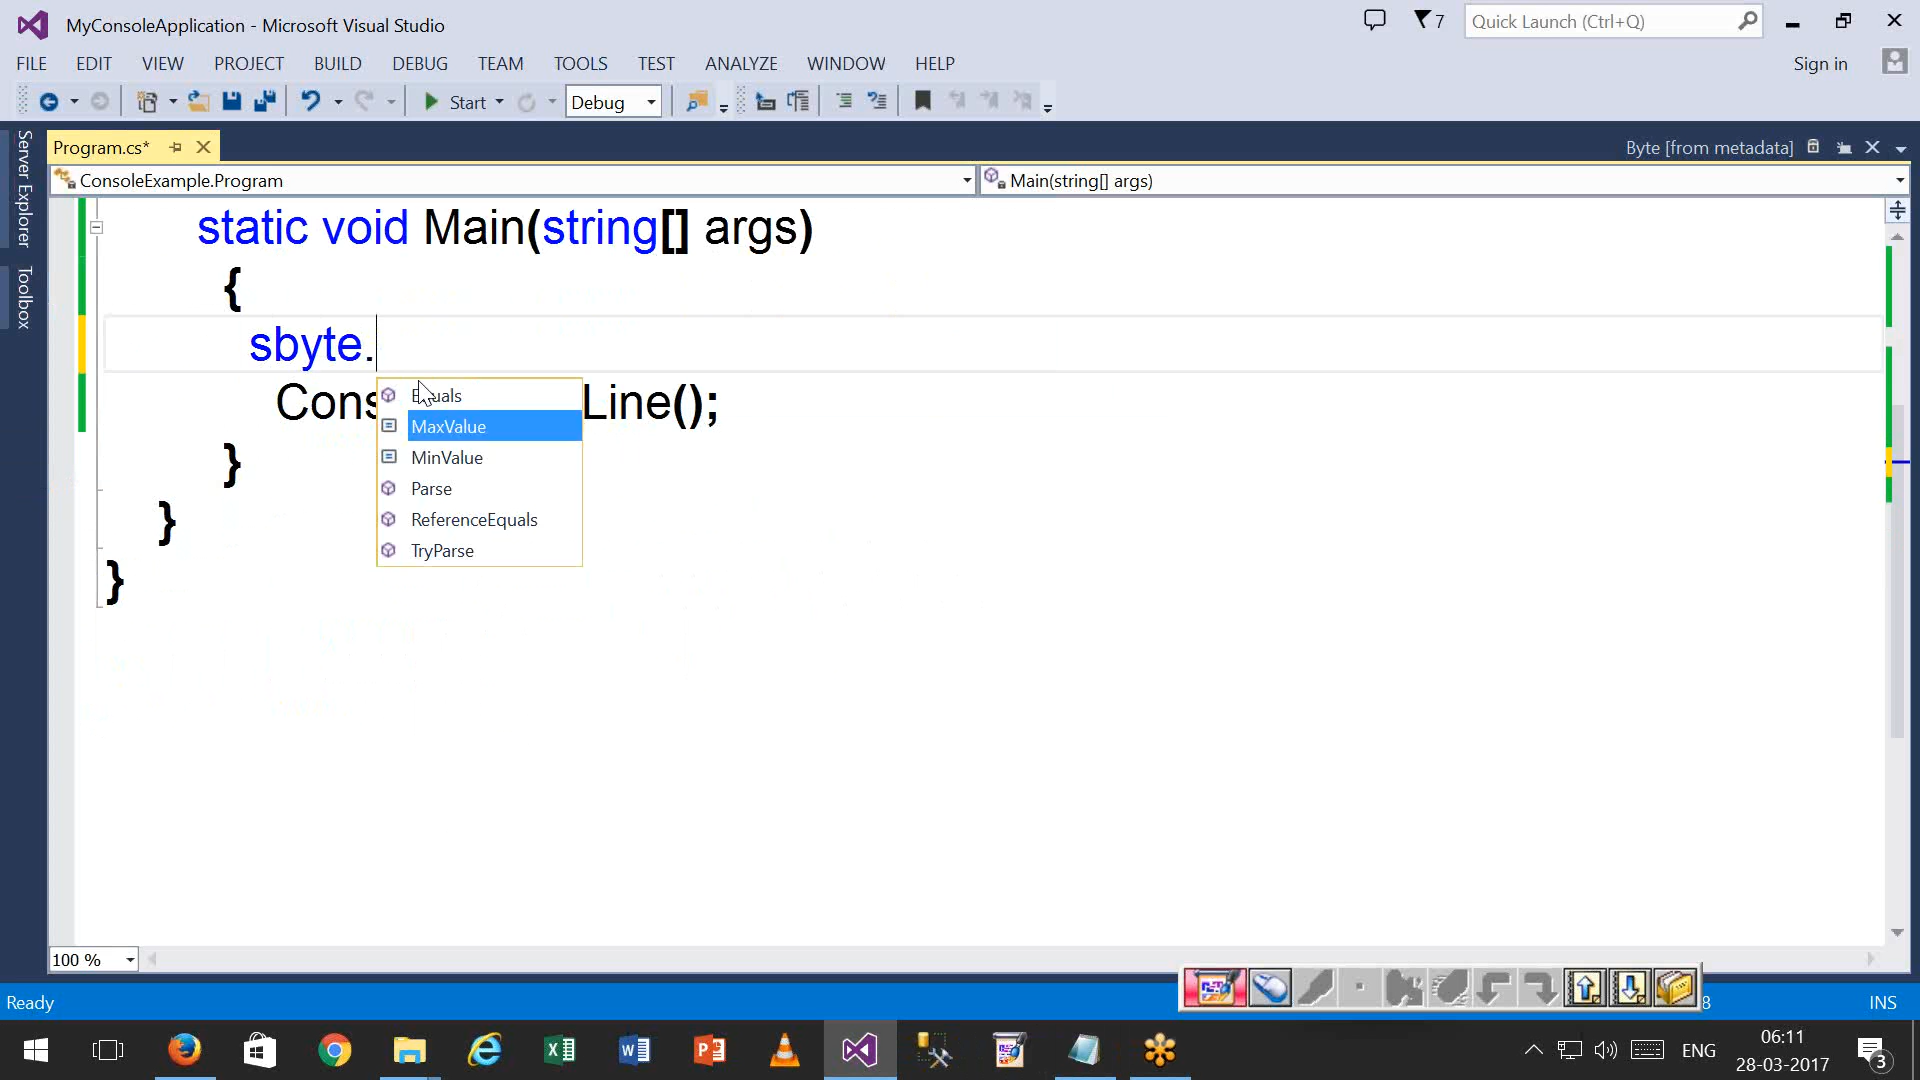 MyConsoleApplication - Microsoft Visual Studio
7
Quick Launch (Ctrl+Q)
FILE EDIT VIEW PROJECT BUILD DEBUG TEAM TOOLS TEST ANALYZE WINDOW HELP
Sign in
Start
Debug
Server Explorer
Toolbox
Program.cs*
Byte [from metadata]
ConsoleExample.Program
Main(string[] args)
static void Main(string[] args)
{
sbyte.
Cons
Line();
Equals
MaxValue
MinValue
Parse
ReferenceEquals
TryParse
}
}
}
100 %
Ready
8
INS
ENG
06:11
28-03-2017
3